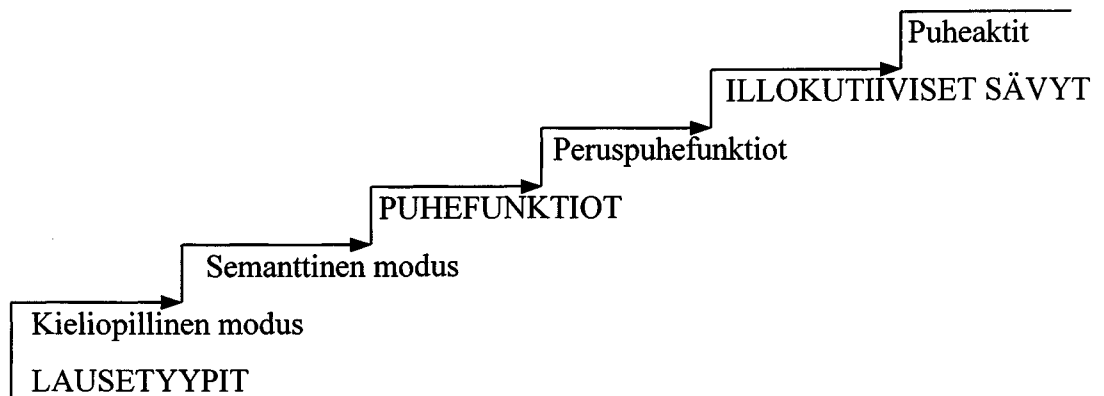 Puheaktit
ILLOKUTIIVISET SÄVYT
Peruspuhefunktiot
PUHEFUNKTIOT
Semanttinen modus
Kieliopillinen modus
LAUSETYYPIT